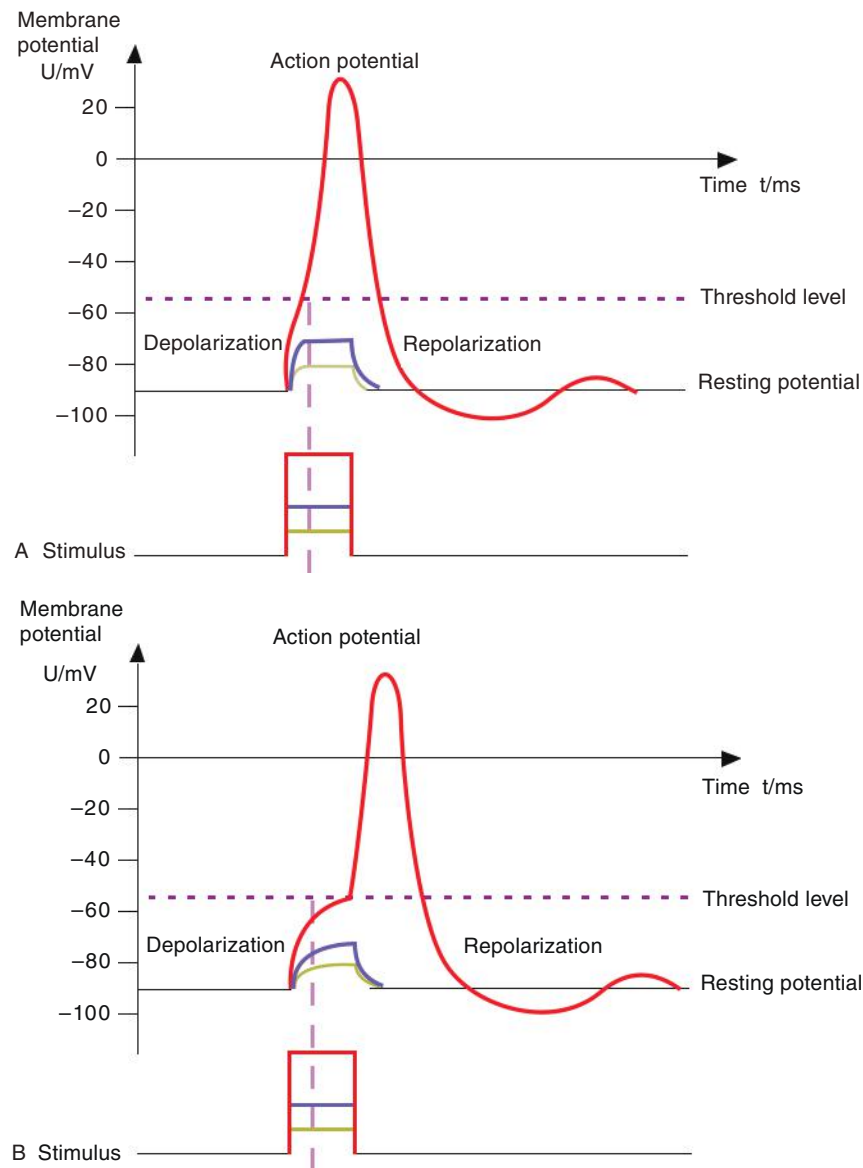 Membrane
potential
U/mV
Action potential
20
0
Time t/ms
–20
–40
–60
Threshold level
Depolarization
Repolarization
–80
Resting potential
–100
A Stimulus
Membrane
potential
Action potential
U/mV
20
0
Time t/ms
–20
–40
–60
Threshold level
Depolarization
Repolarization
–80
Resting potential
–100
B Stimulus